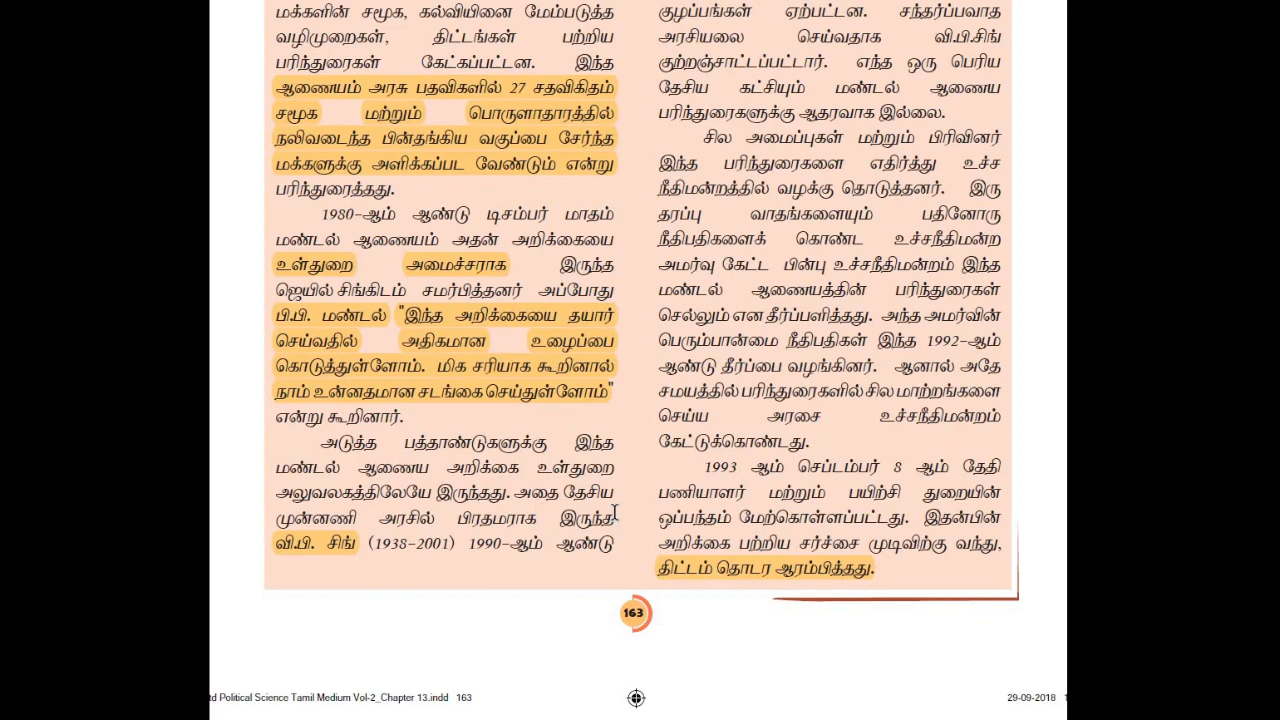 மக்களின் சமூக, கல்வியினை மேம்படுத்த
வழிமுறைகள், திட்டங்கள் பற்றிய
பரிந்துரைகள் கேட்கப்பட்டன. இந்த
ஆணையம் அரசு பதவிகளில் 27 சதவிகிதம்
சமூக மற்றும் பொருளாதாரத்தில்
நலிவடைந்த பின்தங்கிய வகுப்பை சேர்ந்த
மக்களுக்கு அளிக்கப்பட வேண்டும் என்று
பரிந்துரைத்தது.
1980-ஆம் ஆண்டு டிசம்பர் மாதம்
மண்டல் ஆணையம் அதன் அறிக்கையை
உள்துறை அமைச்சராக இருந்த
ஜெயில் சிங்கிடம் சமர்பித்தனர் அப்போது
பி.பி. மண்டல் "இந்த அறிக்கையை தயார்
செய்வதில் அதிகமான உழைப்பை
கொடுத்துள்ளோம். மிக சரியாக கூறினால்
நாம் உன்னதமான சடங்கை செய்துள்ளோம்"
என்று கூறினார்.
அடுத்த பத்தாண்டுகளுக்கு இந்த
மண்டல் ஆணைய அறிக்கை உள்துறை
அலுவலகத்திலேயே இருந்தது. அதை தேசிய
முன்னணி அரசில் பிரதமராக இருந்த
வி.பி. சிங் (1938-2001) 1990-ஆம் ஆண்டு
குழப்பங்கள் ஏற்பட்டன. சந்தர்ப்பவாத
அரசியலை செய்வதாக வி.பி.சிங்
குற்றஞ்சாட்டப்பட்டார். எந்த ஒரு பெரிய
தேசிய கட்சியும் மண்டல் ஆணைய
பரிந்துரைகளுக்கு ஆதரவாக இல்லை.
சில அமைப்புகள் மற்றும் பிரிவினர்
இந்த பரிந்துரைகளை எதிர்த்து உச்ச
நீதிமன்றத்தில் வழக்கு தொடுத்தனர். இரு
தரப்பு வாதங்களையும் பதினோரு
நீதிபதிகளைக் கொண்ட உச்சநீதிமன்ற
அமர்வு கேட்ட பின்பு உச்சநீதிமன்றம் இந்த
மண்டல் ஆணையத்தின் பரிந்துரைகள்
செல்லும் என தீர்ப்பளித்தது. அந்த அமர்வின்
பெரும்பான்மை நீதிபதிகள் இந்த 1992-ஆம்
ஆண்டு தீர்ப்பை வழங்கினர். ஆனால் அதே
சமயத்தில் பரிந்துரைகளில் சில மாற்றங்களை
செய்ய அரசை உச்சநீதிமன்றம்
கேட்டுக்கொண்டது.
1993 ஆம் செப்டம்பர் 8 ஆம் தேதி
பணியாளர் மற்றும் பயிற்சி துறையின்
ஒப்பந்தம் மேற்கொள்ளப்பட்டது. இதன்பின்
அறிக்கை பற்றிய சர்ச்சை முடிவிற்கு வந்து,
திட்டம் தொடர ஆரம்பித்தது.
163
td Political Science Tamil Medium Vol-2_Chapter 13.indd 163
29-09-2018